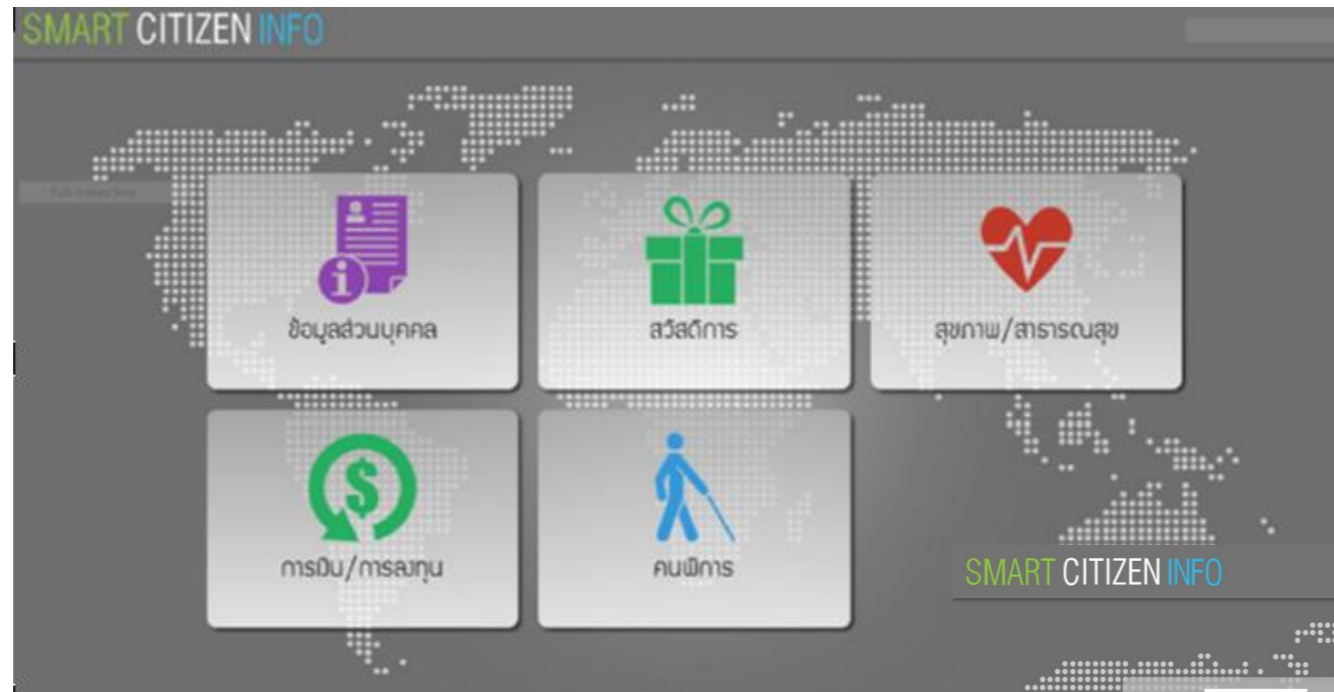 SMART CITIZEN INFO
ข้อมูลส่วนบุคคล
สวัสดิการ
สุขภาพ/สาธารณสุข
การเงิน/การลงทุน
คนพิการ
SMART CITIZEN INFO